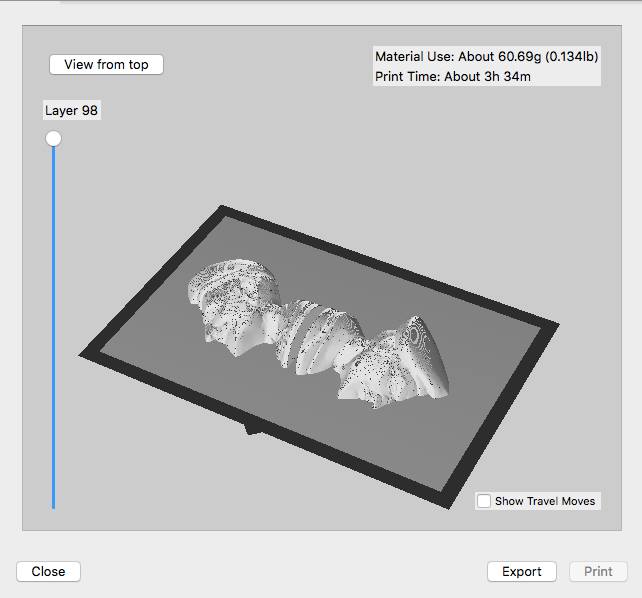 View from top
Material Use: About 60.69g (0.134lb)
Print Time: About 3h 34m
Layer 98
Show Travel Moves
Close
Export
Print